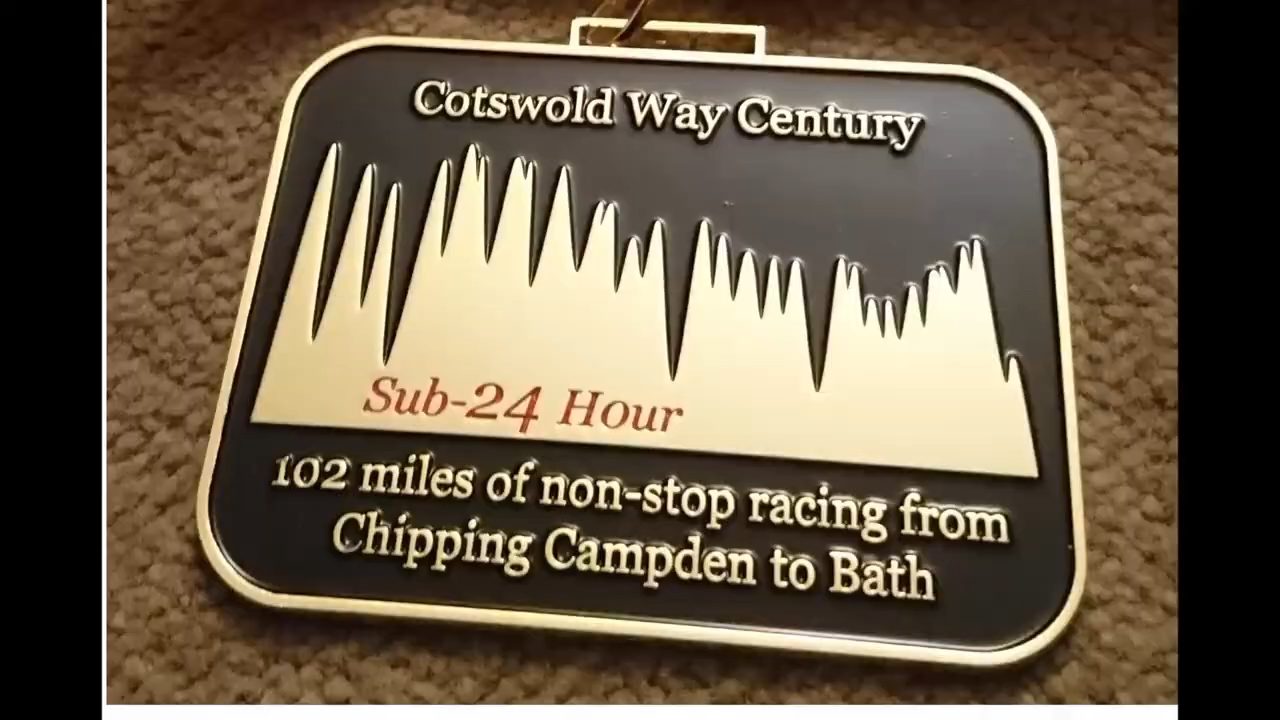 Cotswold Way Century
Sub-24 Hour
102 miles of non-stop racing from
Chipping Campden to Bath